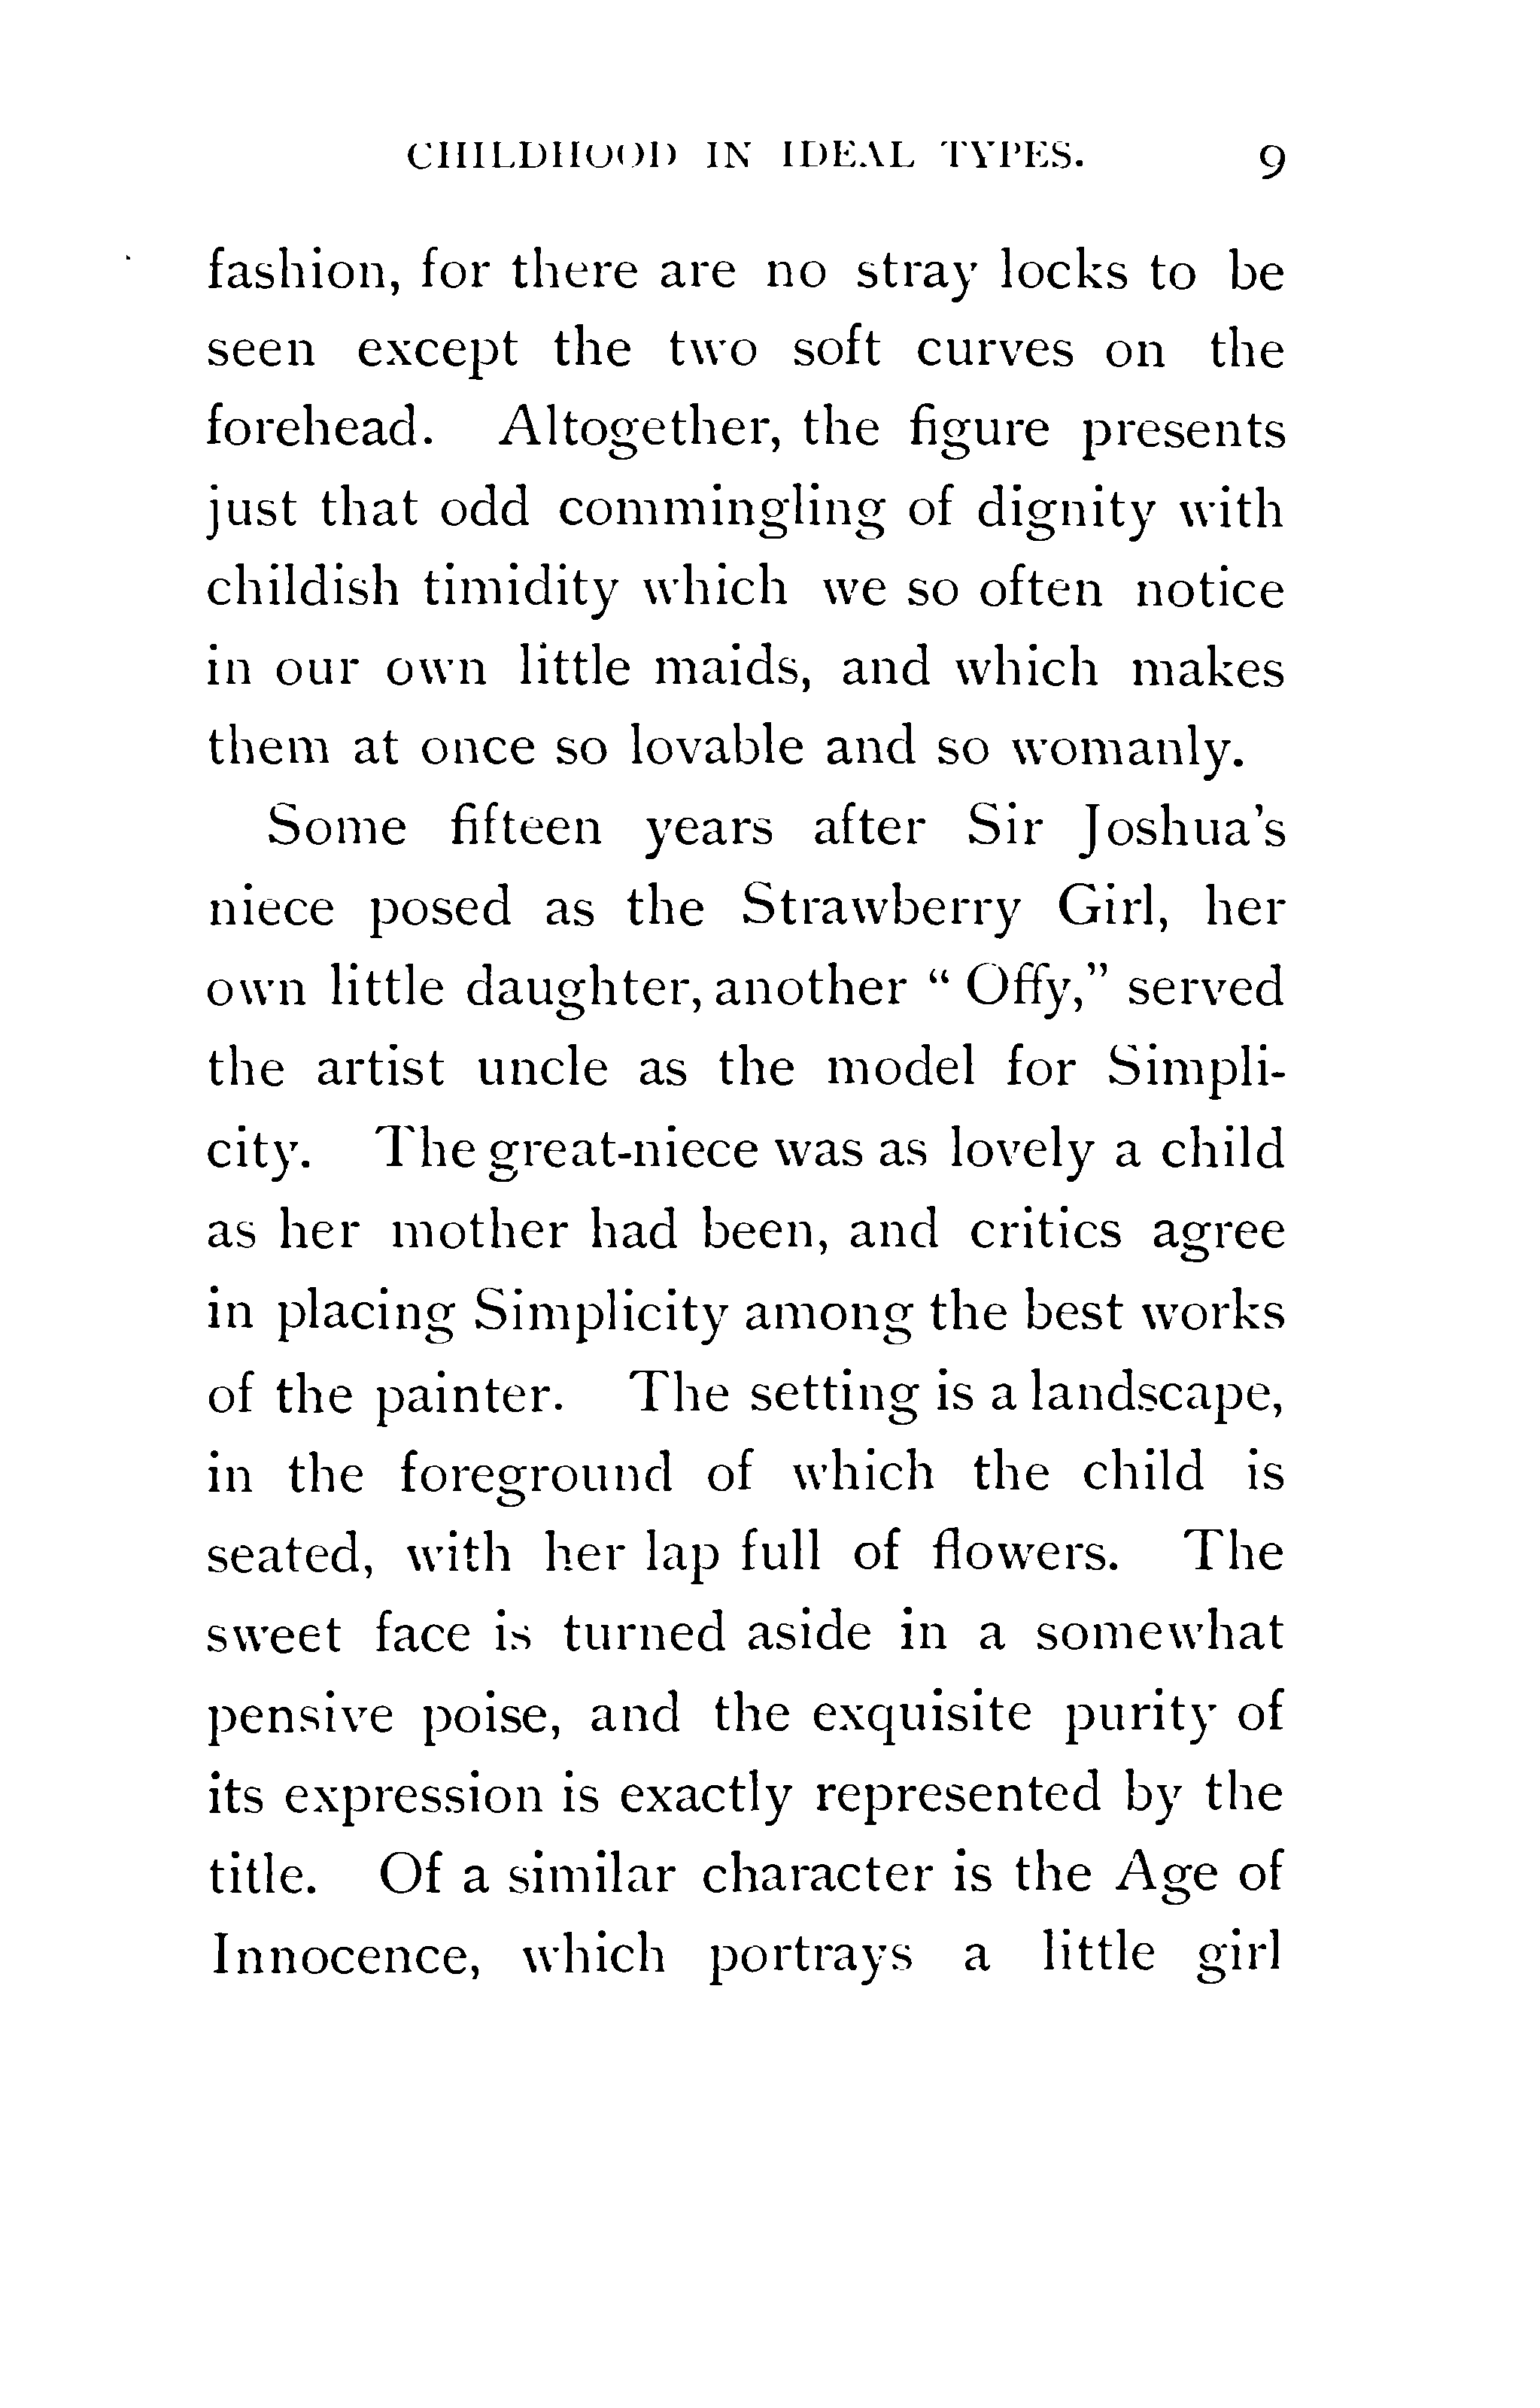 CHILDHOOD IN IDEAL TYPES. 9
fashion, for there are no stray locks to be
seen except the two soft curves on the
forehead. Altogether, the figure presents
just that odd commingling of dignity with
childish timidity which we so often notice
in our own little maids, and which makes
them at once so lovable and so womanly.
Some fifteen years after Sir Joshua's
niece posed as the Strawberry Girl, her
own little daughter, another “ Offy,” served
the artist uncle as the model for Simpli-
city. The great-niece was as lovely a child
as her mother had been, and critics agree
in placing Simplicity among the best works
of the painter. The setting is a landscape,
in the foreground of which the child is
seated, with her lap full of flowers. The
sweet face is turned aside in a somewhat
pensive poise, and the exquisite purity of
its expression is exactly represented by the
title. Of a similar character is the Age of
Innocence, which portrays a little girl